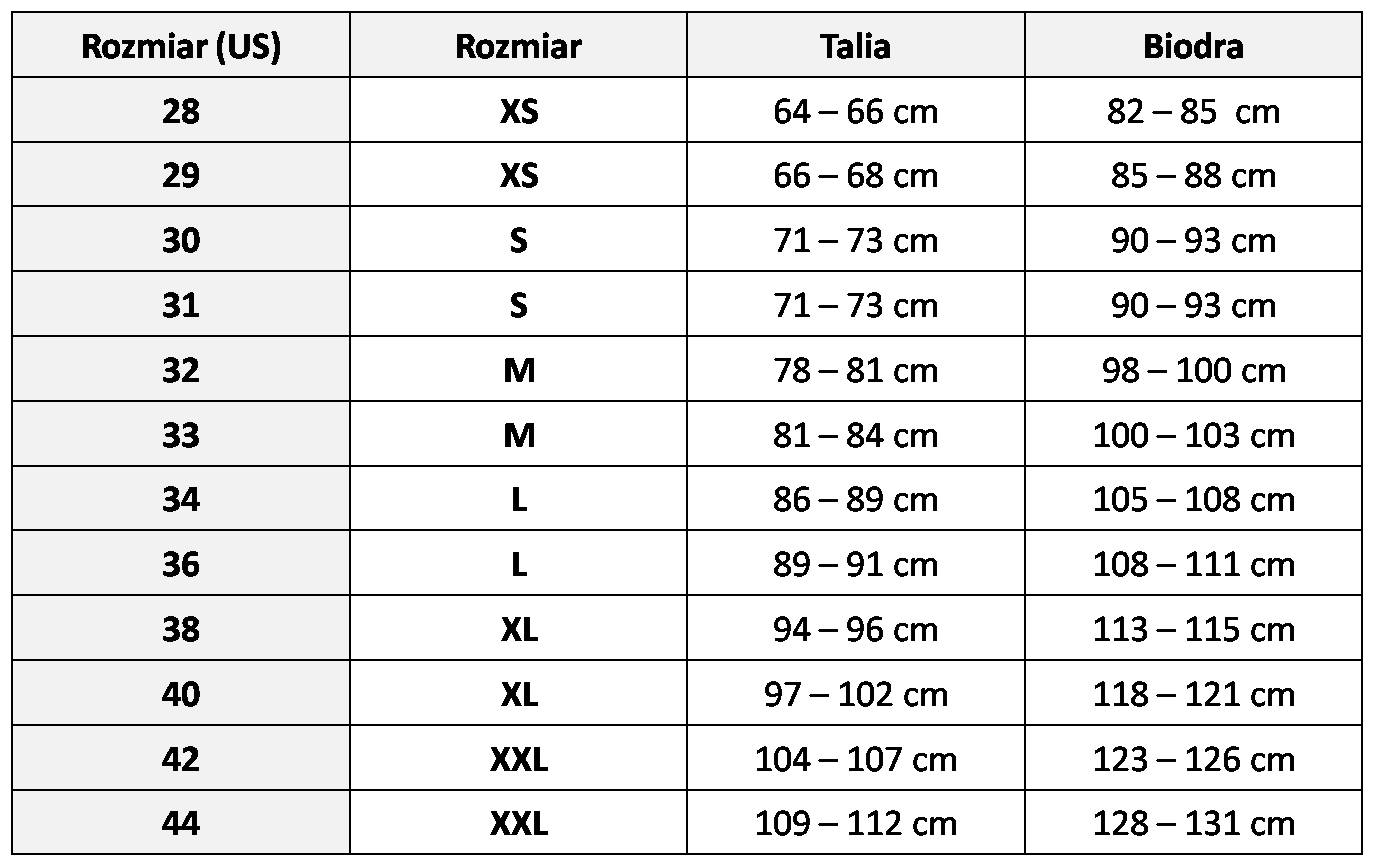 Rozmiar (US) Rozmiar Talia Biodra
28 XS 64 – 66 cm 82 – 85  cm
29 XS 66 – 68 cm 85 – 88 cm
30 S 71 – 73 cm 90 – 93 cm
31 S 71 – 73 cm 90 – 93 cm
32 M 78 – 81 cm 98 – 100 cm
33 M 81 – 84 cm 100 – 103 cm
34 L 86 – 89 cm 105 – 108 cm
36 L 89 – 91 cm 108 – 111 cm
38 XL 94 – 96 cm 113 – 115 cm
40 XL 97 – 102 cm 118 – 121 cm
42 XXL 104 – 107 cm 123 – 126 cm
44 XXL 109 – 112 cm 128 – 131 cm